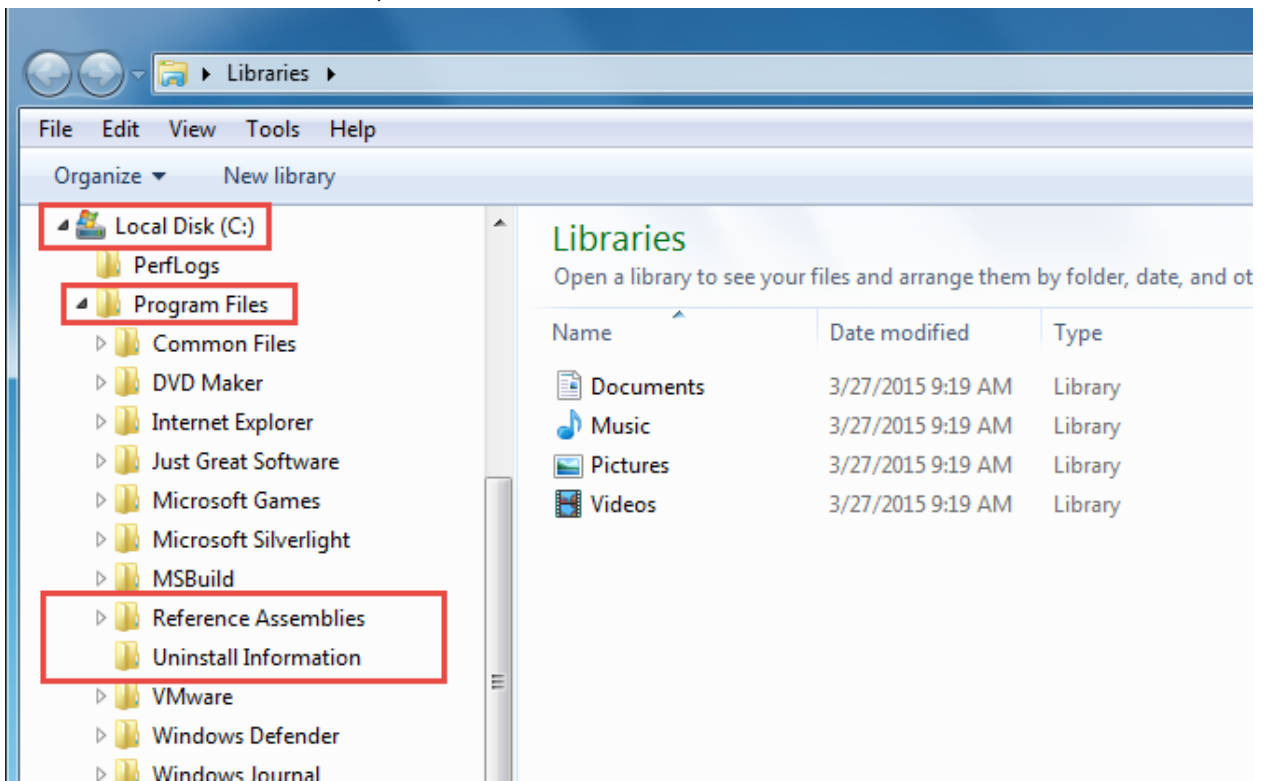 Libraries
File Edit View Tools Help
Organize New library
Local Disk (C:)
PerfLogs
Program Files
Common Files
DVD Maker
Internet Explorer
Just Great Software
Microsoft Games
Microsoft Silverlight
MSBuild
Reference Assemblies
Uninstall Information
VMware
Windows Defender
Windows Journal
Libraries
Open a library to see your files and arrange them by folder, date, and ot
Name Date modified Type
Documents 3/27/2015 9:19 AM Library
Music 3/27/2015 9:19 AM Library
Pictures 3/27/2015 9:19 AM Library
Videos 3/27/2015 9:19 AM Library